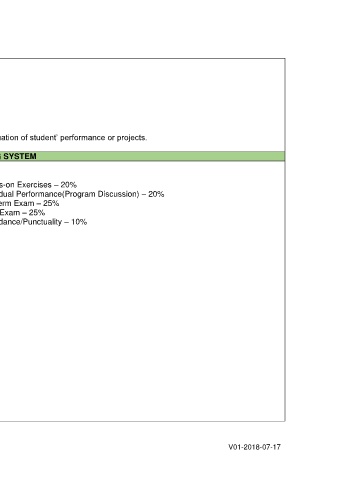 uation of student' performance or projects.
SYSTEM
s-on Exercises – 20%
dual Performance(Program Discussion) – 20%
erm Exam – 25%
Exam – 25%
dance/Punctuality – 10%
V01-2018-07-17